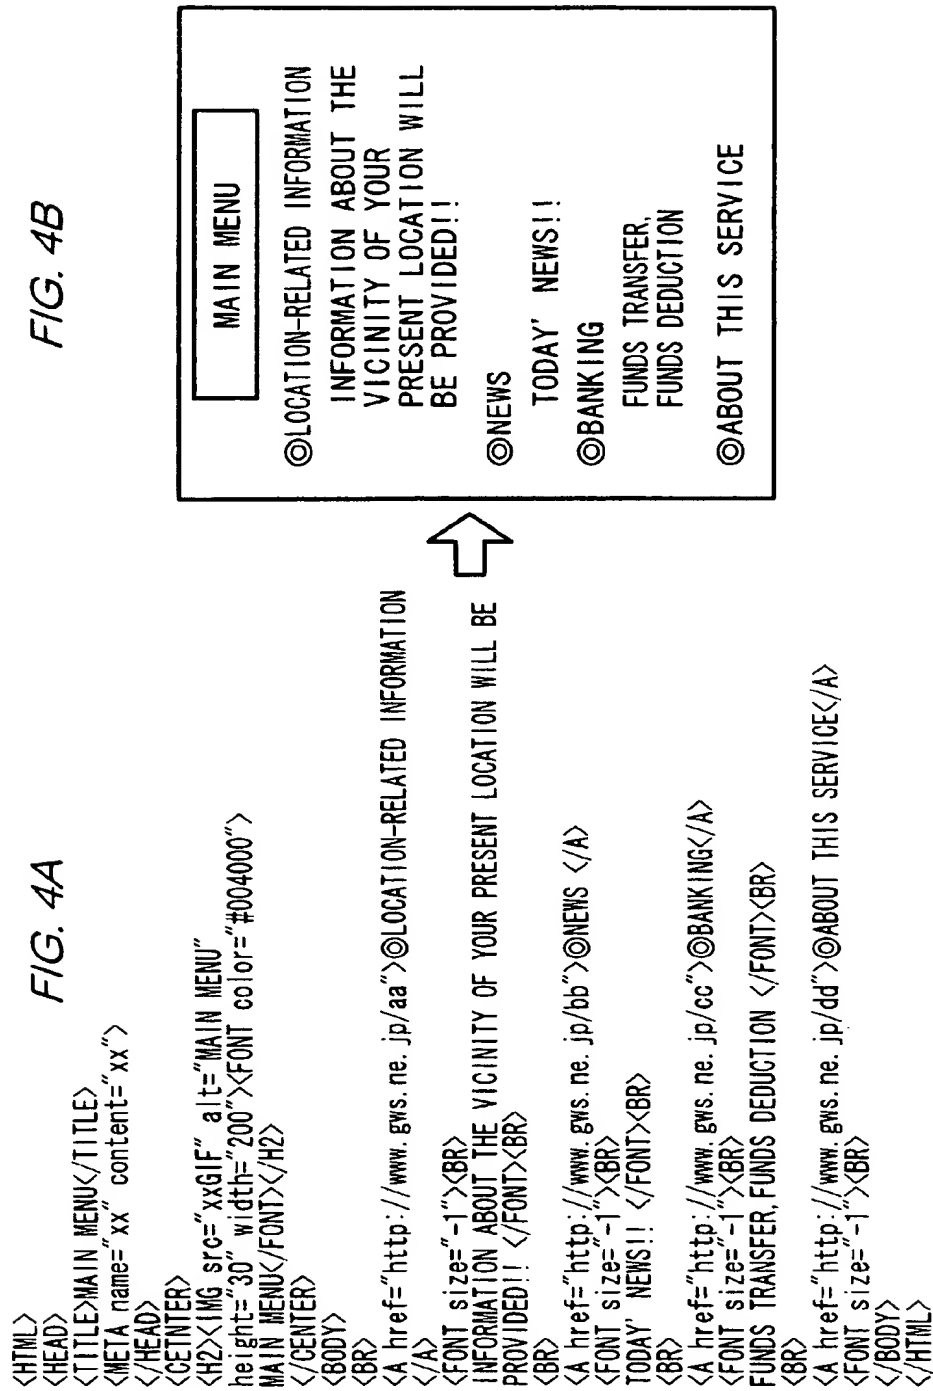 FIG. 4A
<HTML>
<HEAD>
<TITLE>MAIN MENU</TITLE>
<META name="xx" content="xx">
</HEAD>
<CEINTER>
<H2><IMG src="xxGIF" alt="MAIN MENU"
height="30" width="200"><FONT color="#004000">
MAIN MENU</FONT></H2>
</CENTER>
<BODY>
<BR>
<A href="http://www.gws.ne.jp/aa">◎LOCATION-RELATED INFORMATION
</A>
<FONT size="-1"><BR>
INFORMATION ABOUT THE VICINITY OF YOUR PRESENT LOCATION WILL BE
PROVIDED!! </FONT><BR>
<BR>
<A href="http://www.gws.ne.jp/bb">◎NEWS </A>
<FONT size="-1"><BR>
TODAY' NEWS!! </FONT><BR>
<BR>
<A href="http://www.gws.ne.jp/cc">◎BANKING</A>
<FONT size="-1"><BR>
FUNDS TRANSFER, FUNDS DEDUCTION </FONT><BR>
<BR>
<A href="http://www.gws.ne.jp/dd">◎ABOUT THIS SERVICE</A>
<FONT size="-1"><BR>
</BODY>
</HTML>
FIG. 4B
MAIN MENU
◎LOCATION-RELATED INFORMATION
INFORMATION ABOUT THE
VICINITY OF YOUR
PRESENT LOCATION WILL
BE PROVIDED!!
◎NEWS
TODAY' NEWS!!
◎BANKING
FUNDS TRANSFER,
FUNDS DEDUCTION
◎ABOUT THIS SERVICE